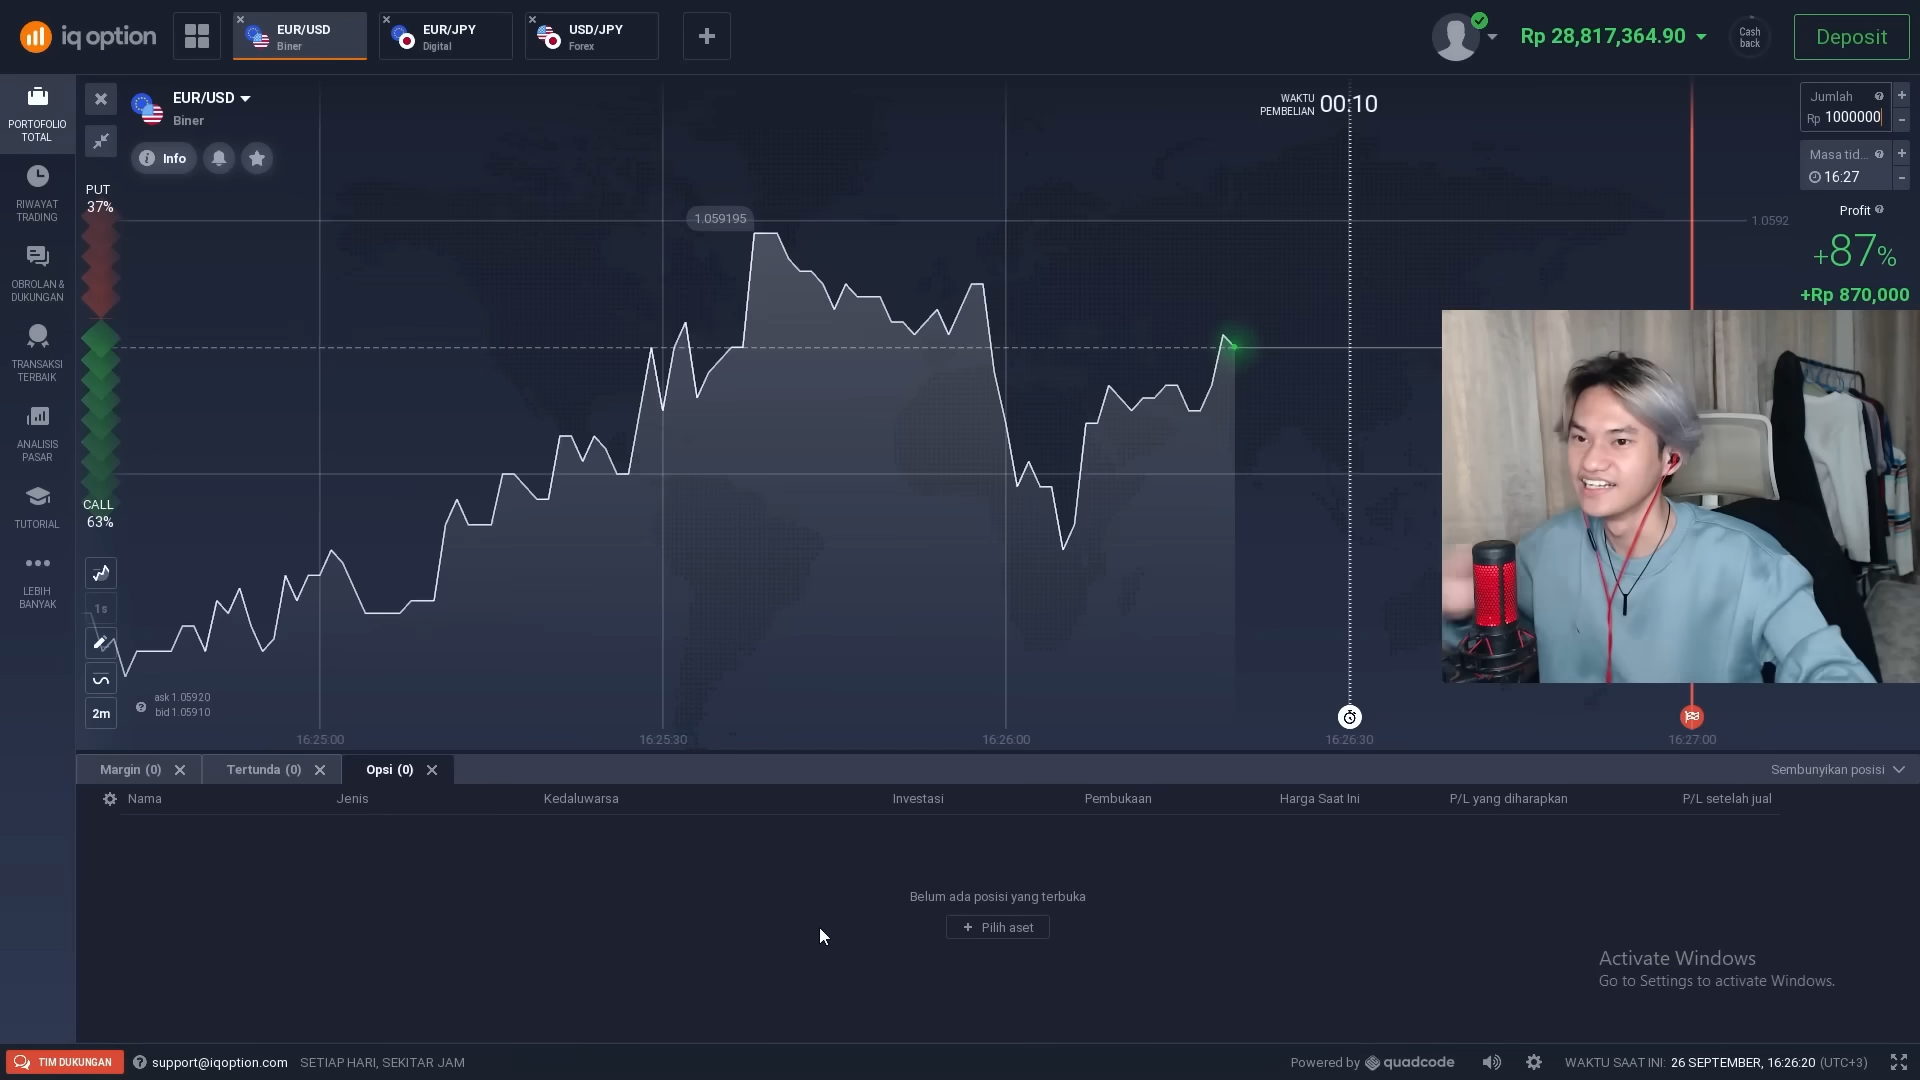 iq option
EUR/USD
Biner
EUR/JPY
Digital
USD/JPY
Forex
Rp 28,817,364.90
Cash
back
Deposit
PORTOFOLIO
TOTAL
RIWAYAT
TRADING
OBROLAN &
DUKUNGAN
TRANSAKSI
TERBAIK
ANALISIS
PASAR
TUTORIAL
LEBIH
BANYAK
EUR/USD
Biner
Info
PUT
37%
CALL
63%
1s
2m
ask 1.05920
bid 1.05910
1.059195
WAKTU
PEMBELIAN
00:10
1.0592
Jumlah
Rp 1000000
Masa tid...
16:27
Profit
+87%
+Rp 870,000
16:25:00
16:25:30
16:26:00
16:26:30
16:27:00
Margin (0)
Tertunda (0)
Opsi (0)
Sembunyikan posisi
Nama
Jenis
Kedaluwarsa
Investasi
Pembukaan
Harga Saat Ini
P/L yang diharapkan
P/L setelah jual
Belum ada posisi yang terbuka
+ Pilih aset
Activate Windows
Go to Settings to activate Windows.
TIM DUKUNGAN
support@iqoption.com
SETIAP HARI, SEKITAR JAM
Powered by quadcode
WAKTU SAAT INI: 26 SEPTEMBER, 16:26:20 (UTC+3)